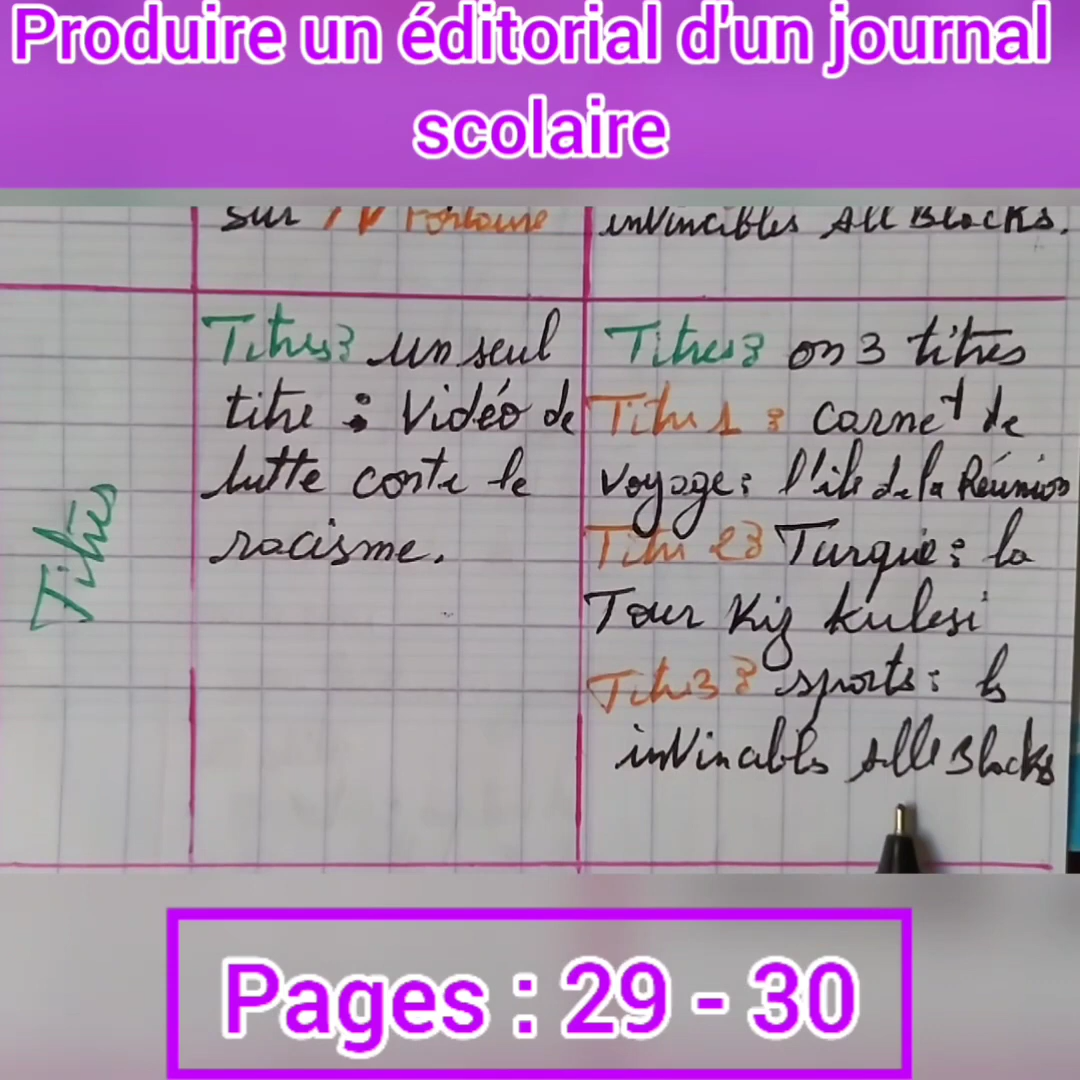 Produire un éditorial d'un journal
scolaire
sur
invincibles All Blacks.
Titres
Titres: un seul
titre : Vidéo de
lutte contre le
racisme.
Titres: on 3 titres
Titre 1 : carnet de
voyage: l'île de la Réunion
Titre 2: Turquie: la
Tour Kiz kulesi
Titre 3: sports: les
invincibles All Blacks
Pages : 29 - 30